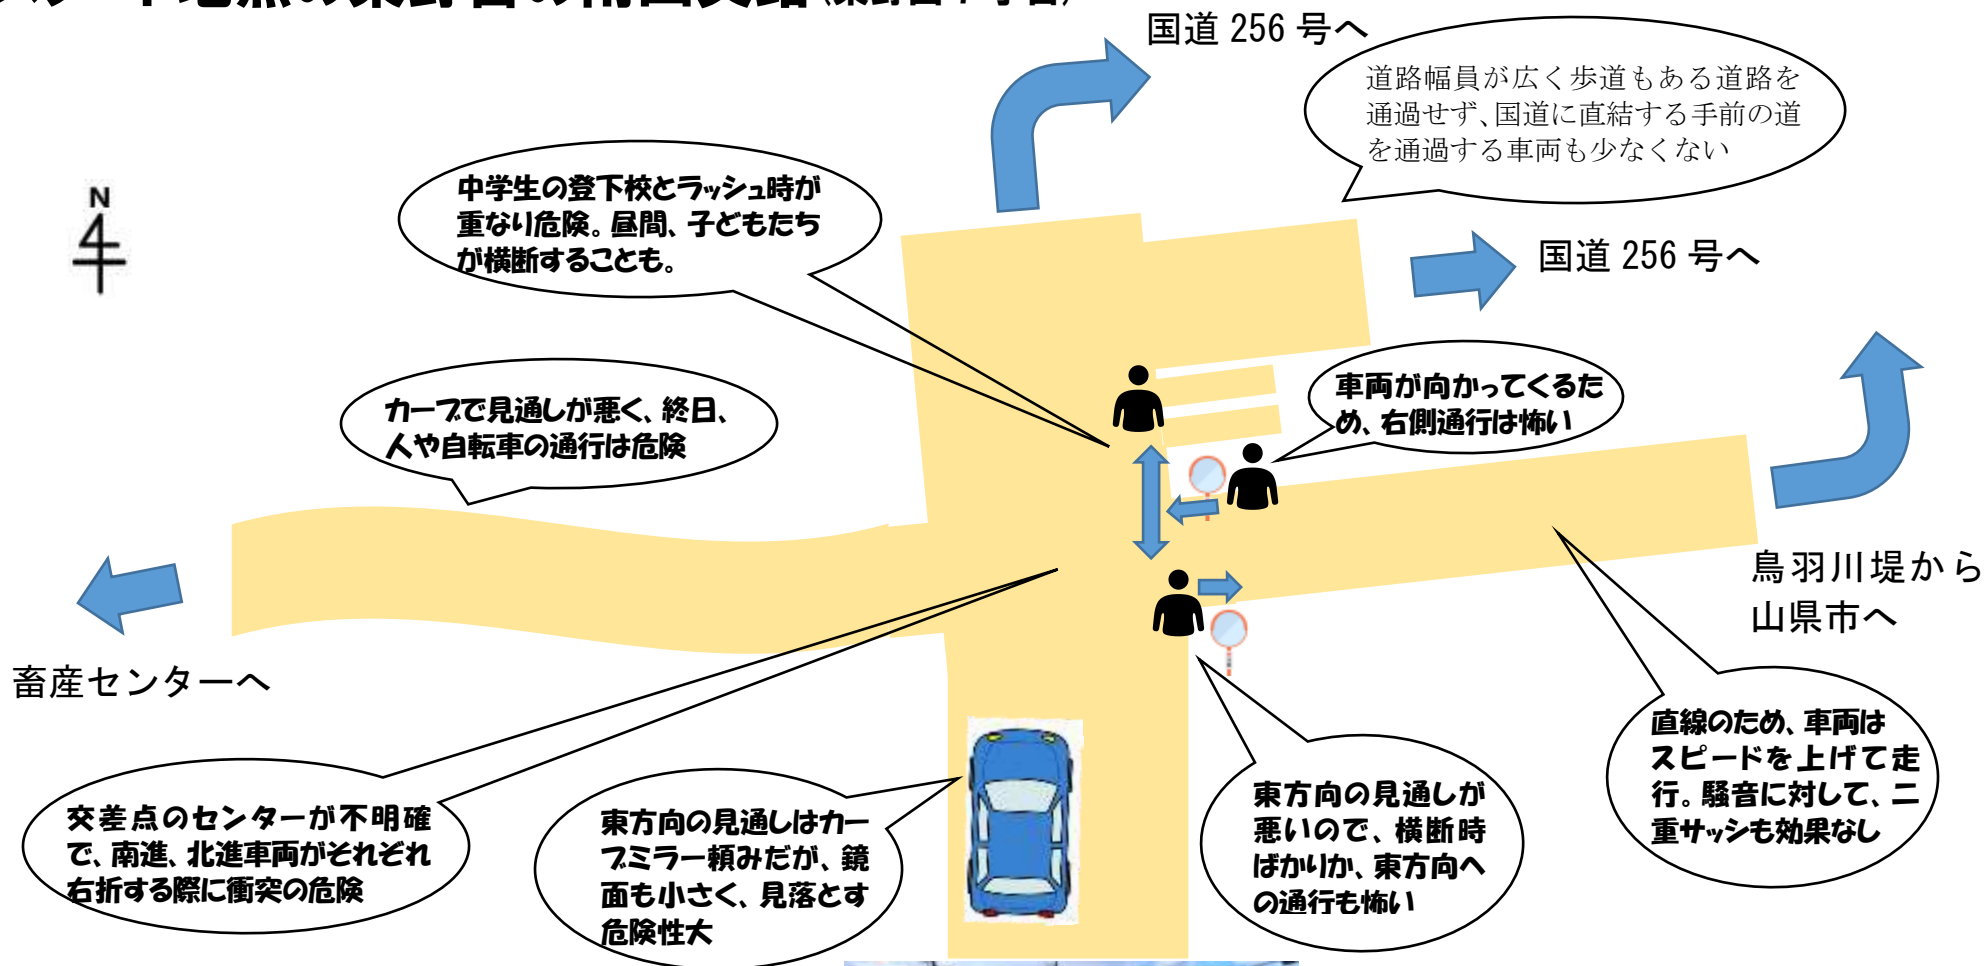 国道 256 号へ
道路幅員が広く歩道もある道路を
通過せず、国道に直結する手前の道
を通過する車両も少なくない
N
中学生の登下校とラッシュ時が
重なり危険。昼間、子どもたち
が横断することも。
国道 256 号へ
カーブで見通しが悪く、終日、
人や自転車の通行は危険
車両が向かってくるた
め、右側通行は怖い
鳥羽川堤から
山県市へ
畜産センターへ
交差点のセンターが不明確
で、南進、北進車両がそれぞれ
右折する際に衝突の危険
東方向の見通しはカー
ブミラー頼みだが、鏡
面も小さく、見落とす
危険性大
東方向の見通しが
悪いので、横断時
ばかりか、東方向へ
の通行も怖い
直線のため、車両は
スピードを上げて走
行。騒音に対して、二
重サッシも効果なし